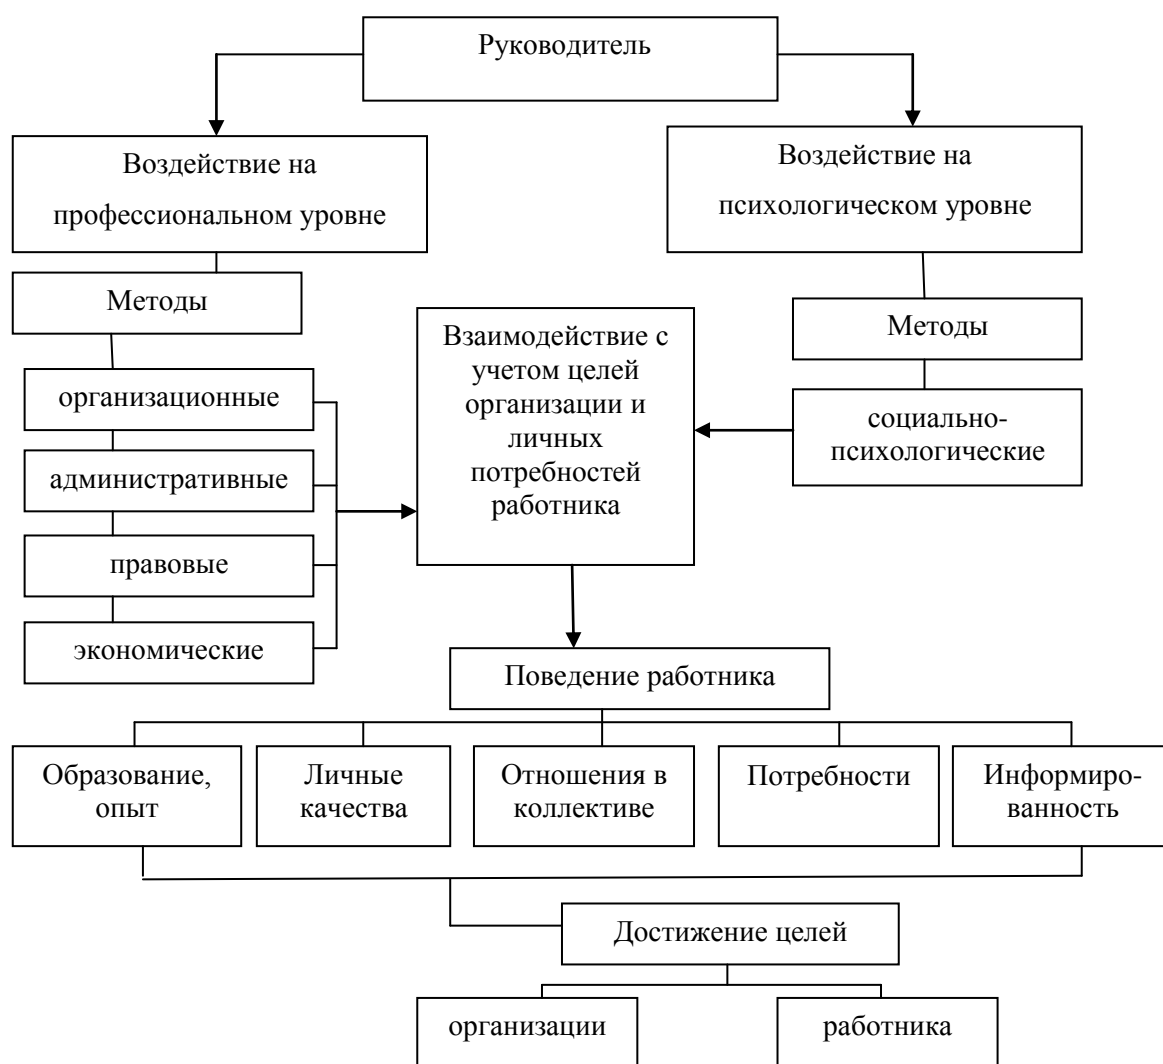 Руководитель
Воздействие на
профессиональном уровне
Воздействие на
психологическом уровне
Методы
Методы
организационные
административные
правовые
экономические
Взаимодействие с
учетом целей
организации и
личных
потребностей
работника
социально-
психологические
Поведение работника
Образование,
опыт
Личные
качества
Отношения в
коллективе
Потребности
Информиро-
ванность
Достижение целей
организации
работника